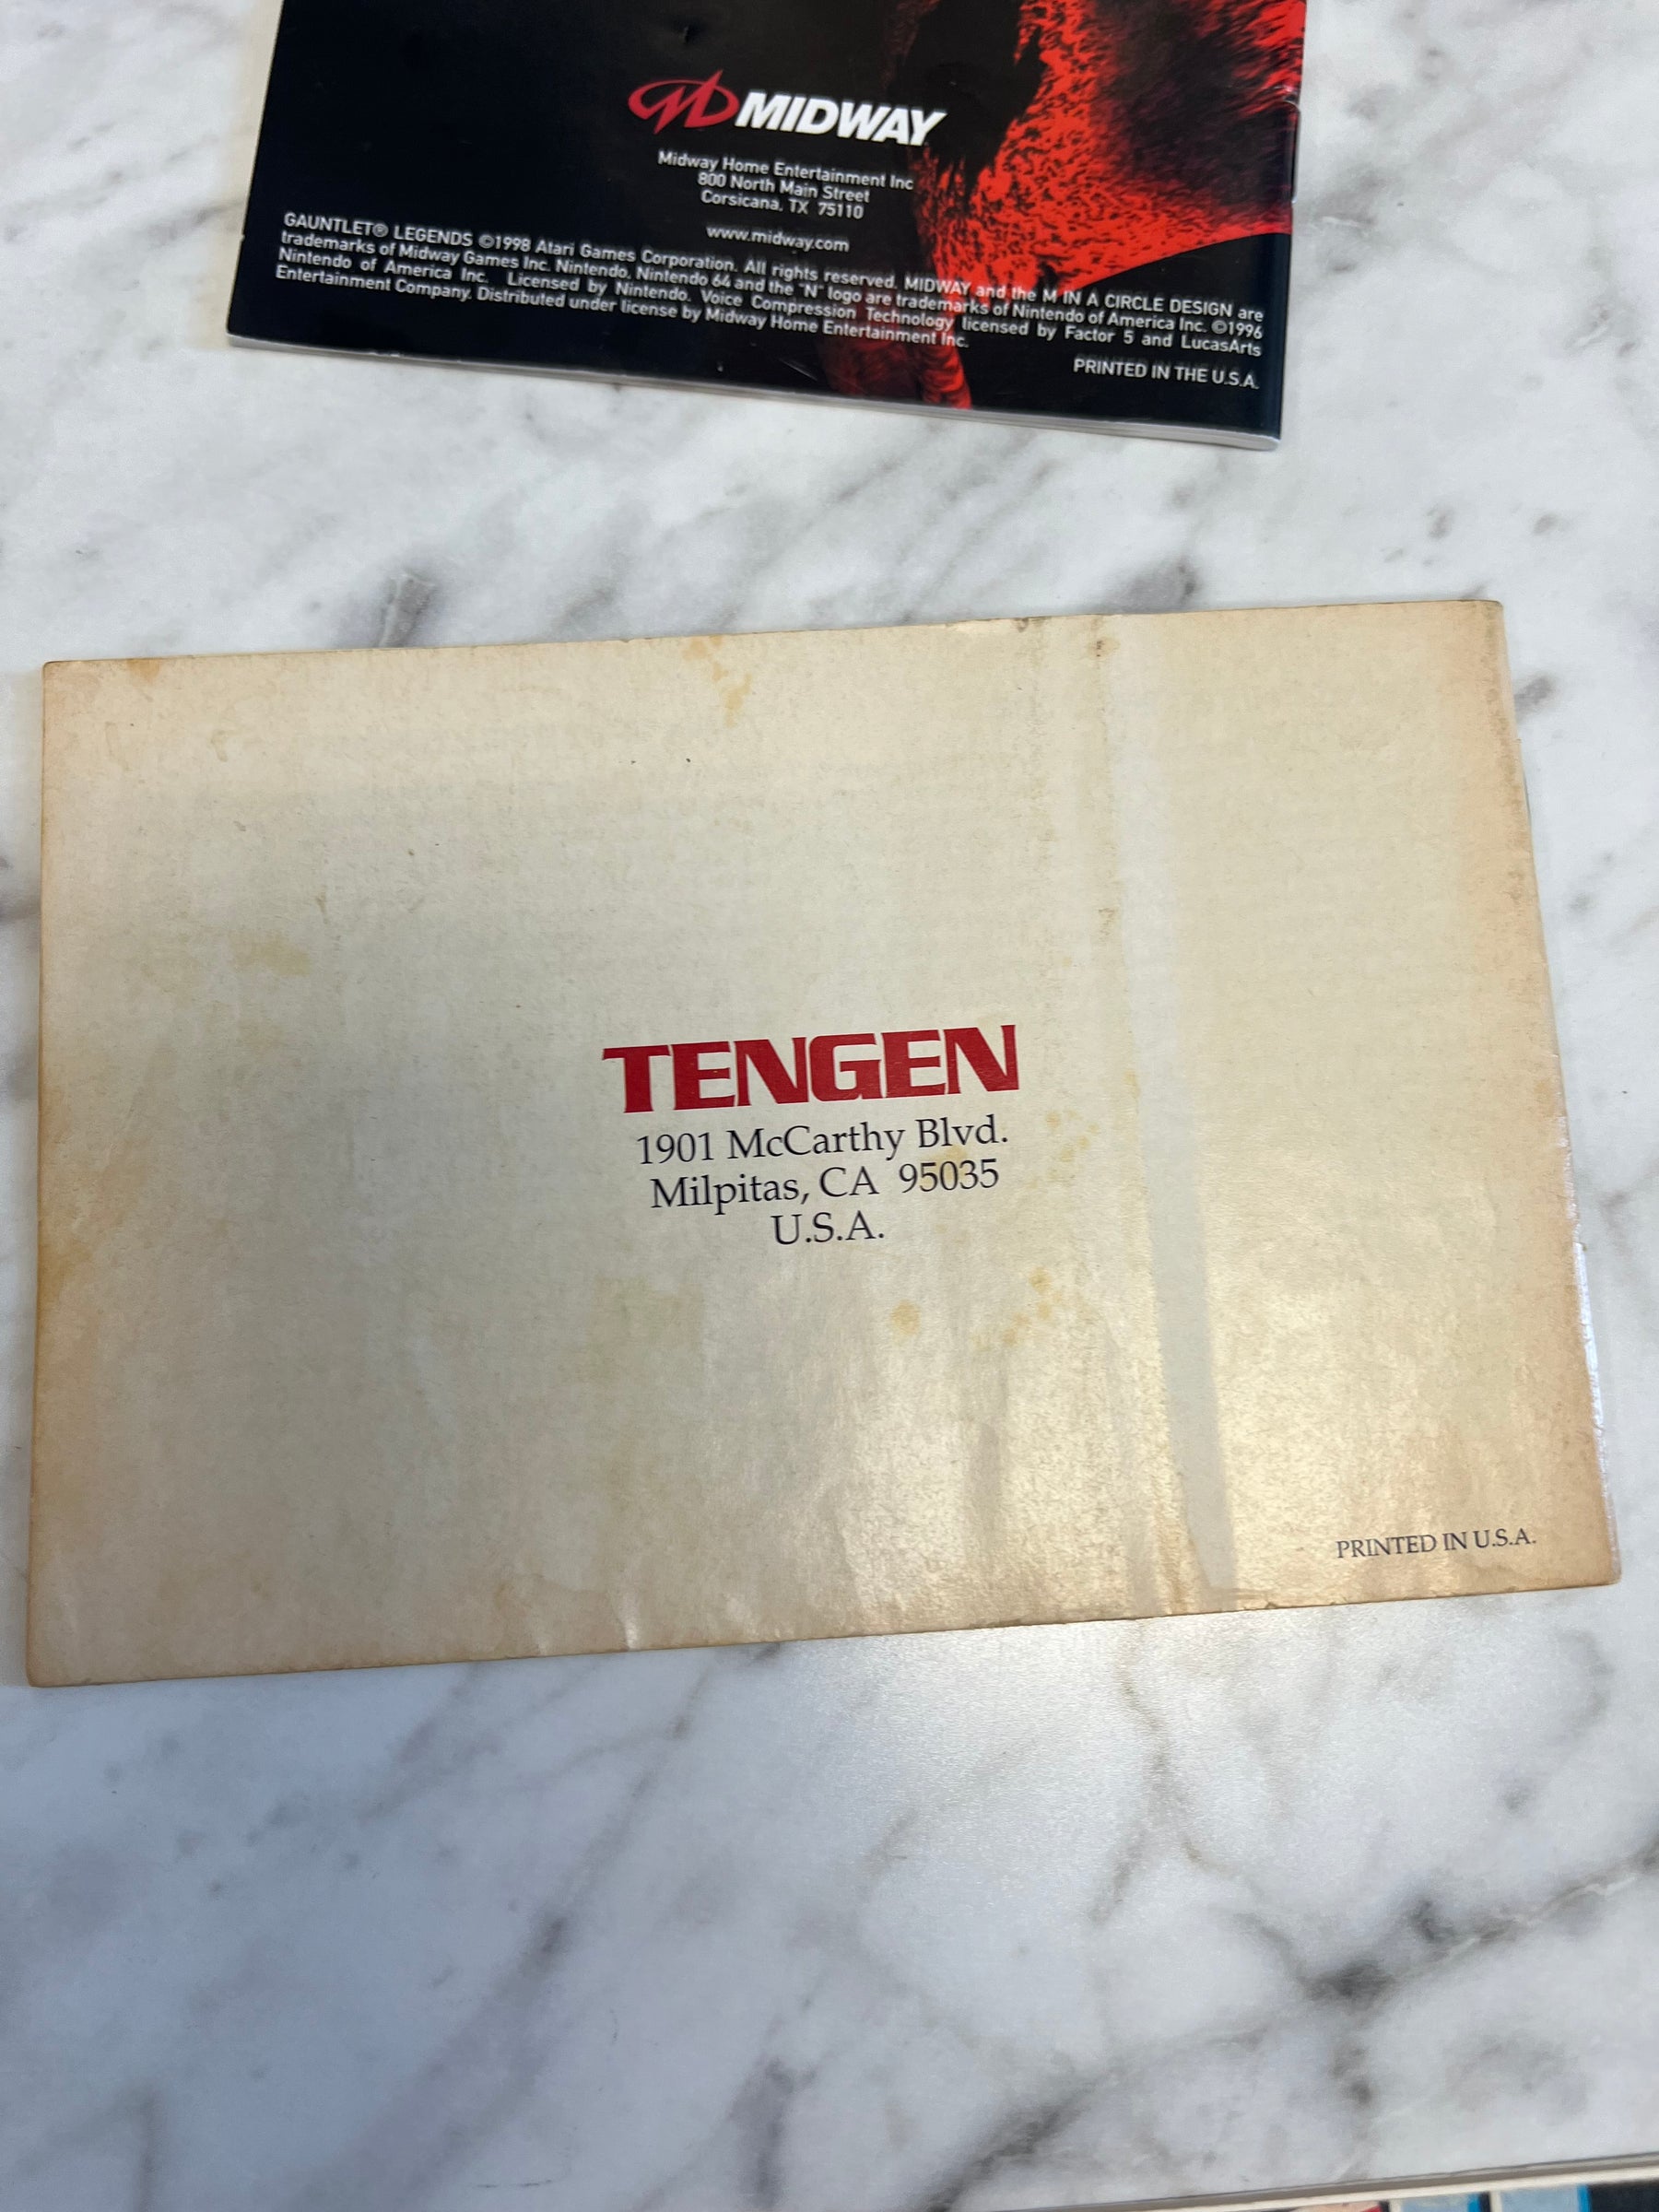 MIDWAY
Midway Home Entertainment Inc
800 North Main Street
Corsicana, TX 75110
www.midway.com
GAUNTLET® LEGENDS ©1998 Atari Games Corporation. All rights reserved. MIDWAY and the M IN A CIRCLE DESIGN are
trademarks of Midway Games Inc. Nintendo, Nintendo 64 and the "N" logo are trademarks of Nintendo of America Inc. ©1996
Nintendo of America Inc. Licensed by Nintendo. Voice Compression Technology licensed by Factor 5 and LucasArts
Entertainment Company. Distributed under license by Midway Home Entertainment Inc.
PRINTED IN THE U.S.A.
TENGEN
1901 McCarthy Blvd.
Milpitas, CA 95035
U.S.A.
PRINTED IN U.S.A.